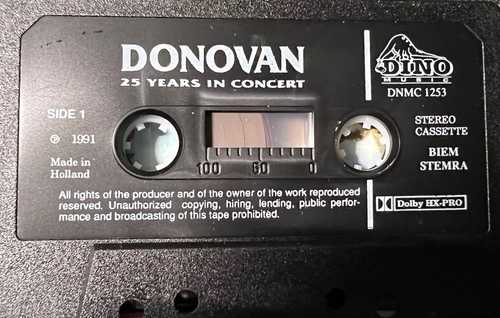 DONOVAN
25 YEARS IN CONCERT
DINO
MUSIC
DNMC 1253
SIDE 1
℗ 1991
Made in
Holland
100 50 0
STEREO
CASSETTE
BIEM
STEMRA
All rights of the producer and of the owner of the work reproduced
reserved. Unauthorized copying, hiring, lending, public perfor-
mance and broadcasting of this tape prohibited.
Dolby HX-PRO